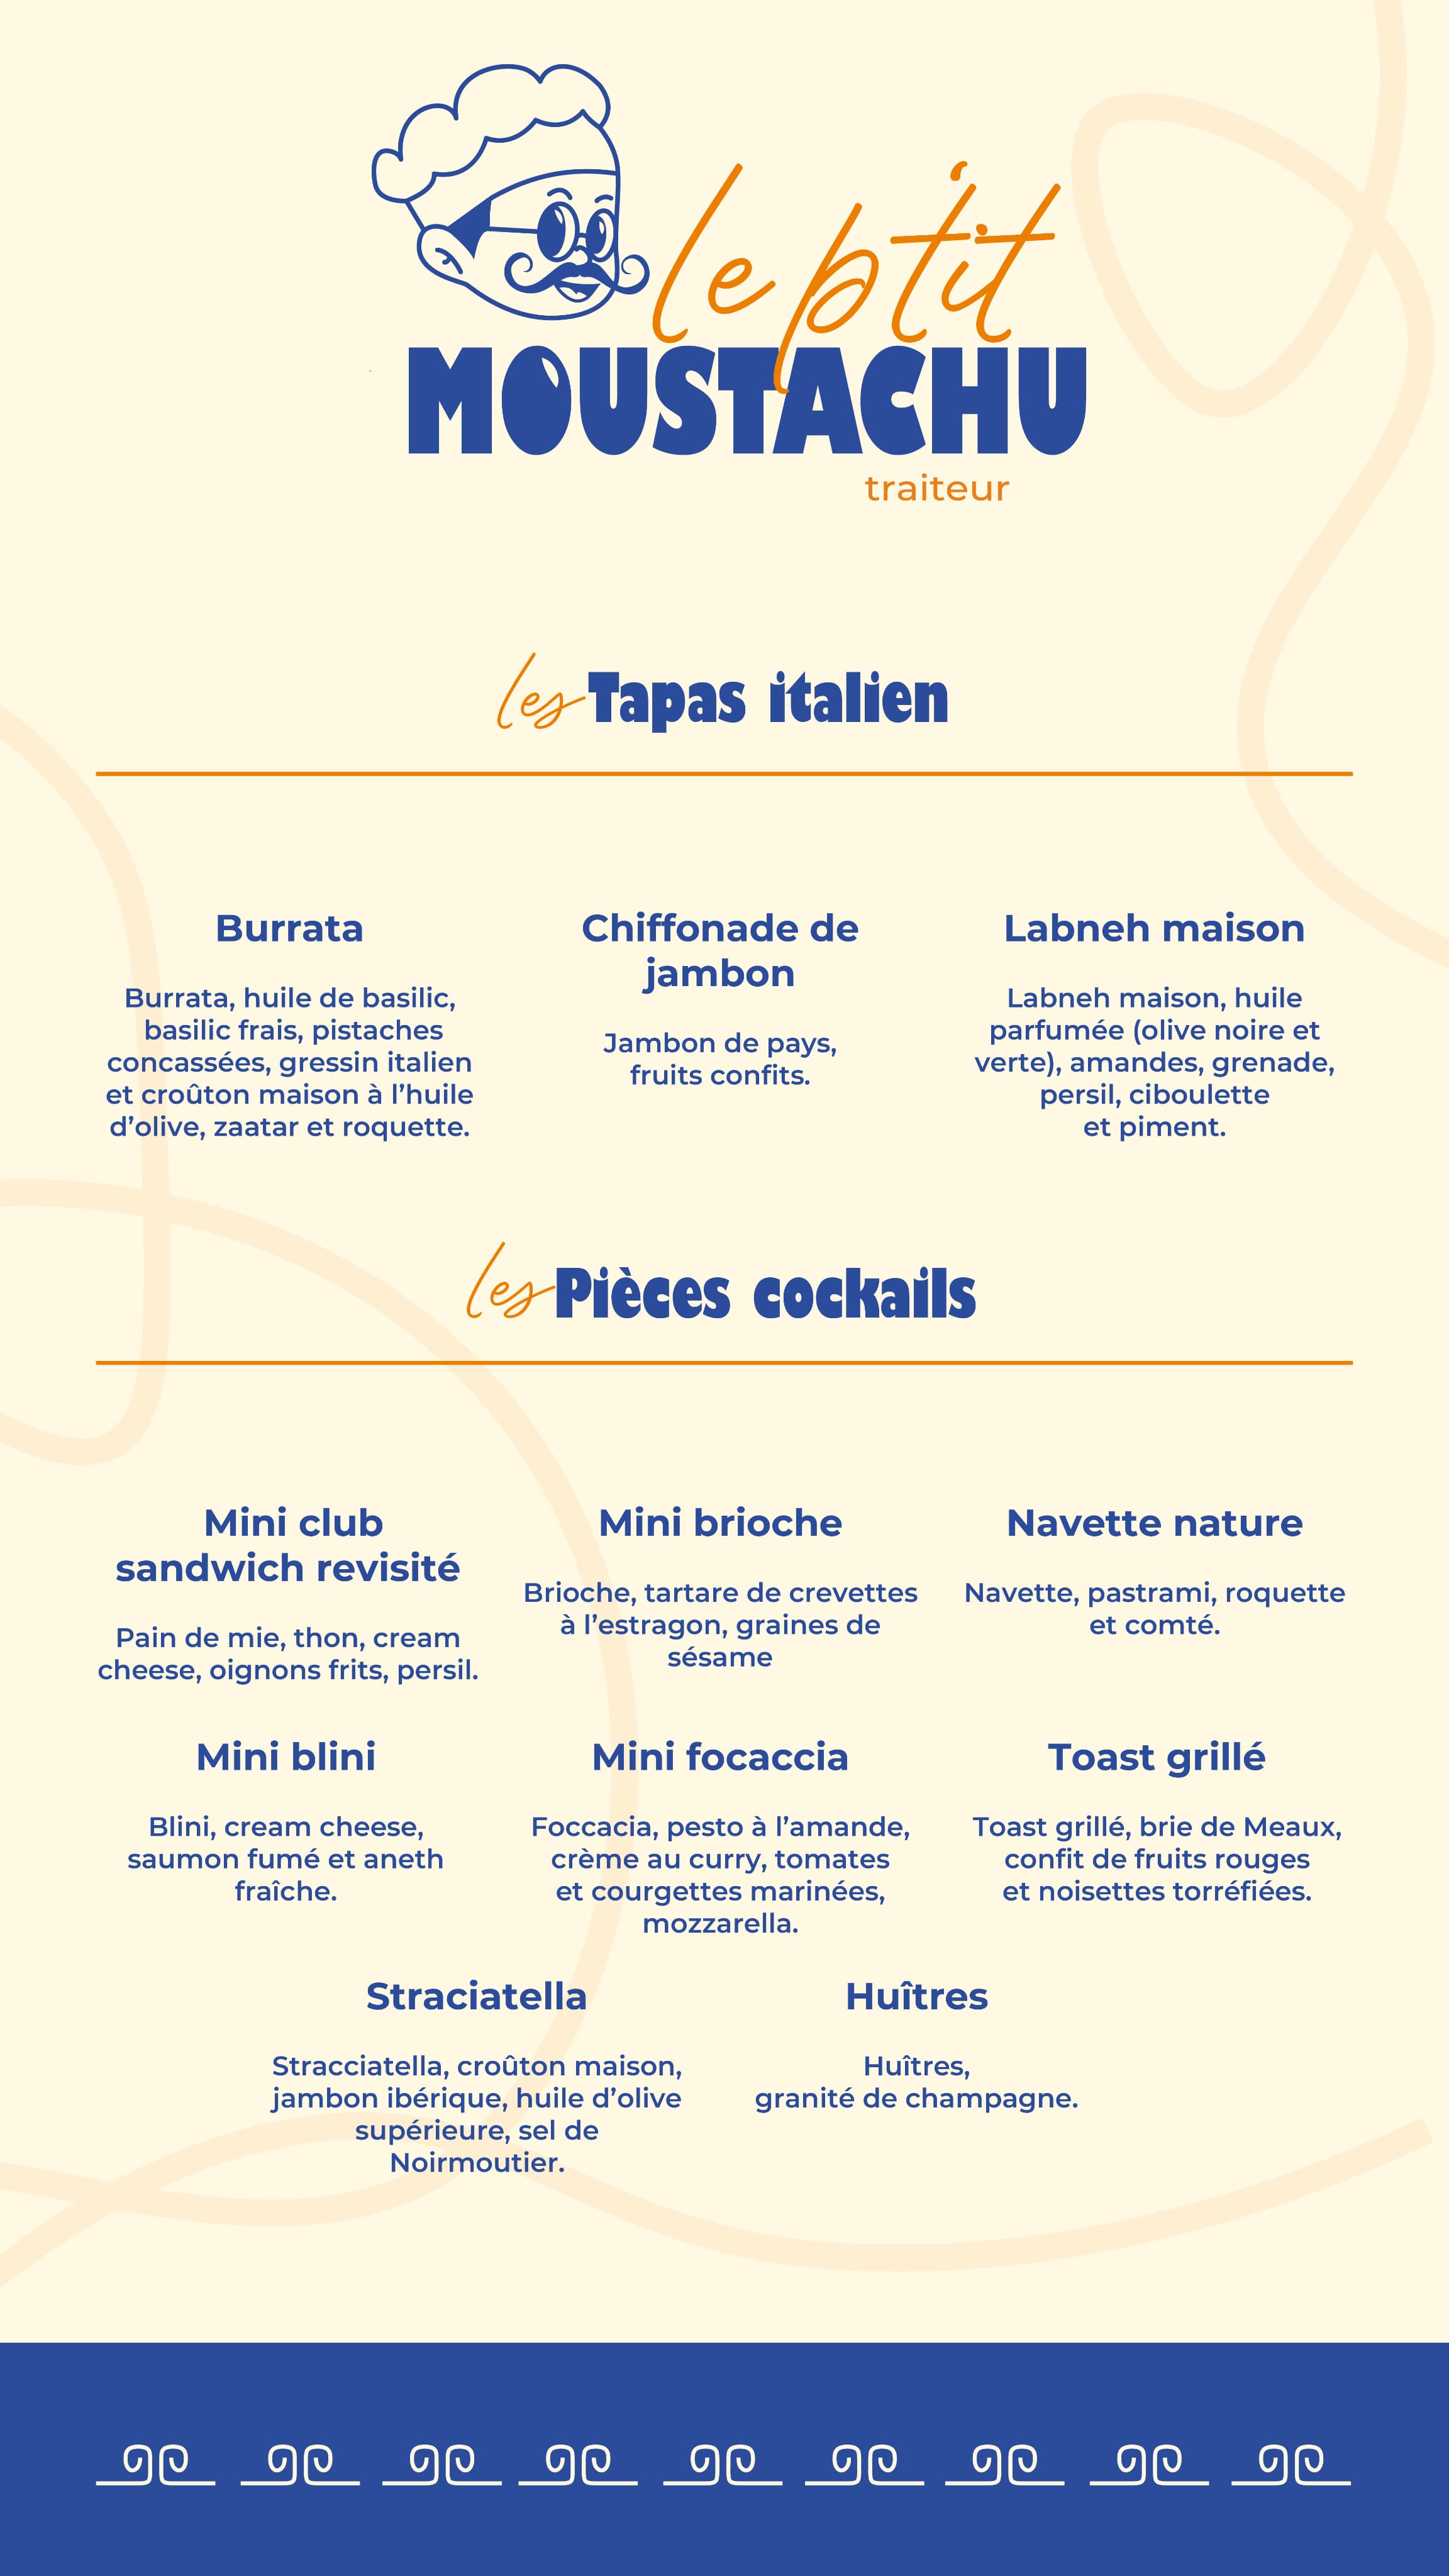 le ptit
MOUSTACHU
traiteur
les Tapas italien
Burrata
Burrata, huile de basilic,
basilic frais, pistaches
concassées, gressin italien
et croûton maison à l’huile
d’olive, zaatar et roquette.
Chiffonade de
jambon
Jambon de pays,
fruits confits.
Labneh maison
Labneh maison, huile
parfumée (olive noire et
verte), amandes, grenade,
persil, ciboulette
et piment.
les Pièces cockails
Mini club
sandwich revisité
Pain de mie, thon, cream
cheese, oignons frits, persil.
Mini brioche
Brioche, tartare de crevettes
à l’estragon, graines de
sésame
Navette nature
Navette, pastrami, roquette
et comté.
Mini blini
Blini, cream cheese,
saumon fumé et aneth
fraîche.
Mini focaccia
Foccacia, pesto à l’amande,
crème au curry, tomates
et courgettes marinées,
mozzarella.
Toast grillé
Toast grillé, brie de Meaux,
confit de fruits rouges
et noisettes torréfiées.
Straciatella
Stracciatella, croûton maison,
jambon ibérique, huile d’olive
supérieure, sel de
Noirmoutier.
Huîtres
Huîtres,
granité de champagne.